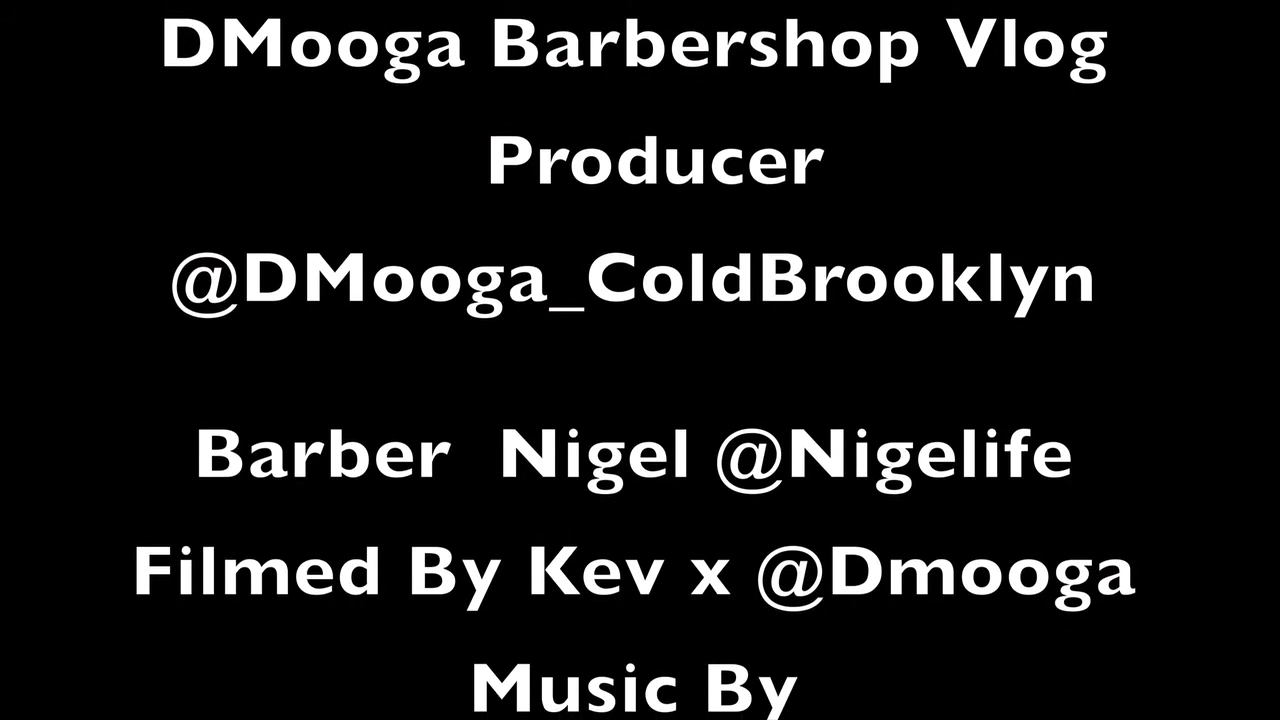 DMooga Barbershop Vlog
Producer
@DMooga_ColdBrooklyn
Barber  Nigel @Nigelife
Filmed By Kev x @Dmooga
Music By